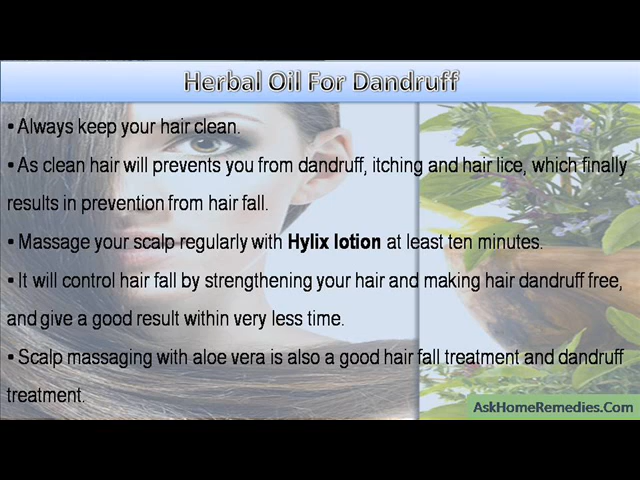 Herbal Oil For Dandruff
• Always keep your hair clean.
• As clean hair will prevents you from dandruff, itching and hair lice, which finally
results in prevention from hair fall.
• Massage your scalp regularly with Hylix lotion at least ten minutes.
• It will control hair fall by strengthening your hair and making hair dandruff free,
and give a good result within very less time.
• Scalp massaging with aloe vera is also a good hair fall treatment and dandruff
treatment.
AskHomeRemedies.Com